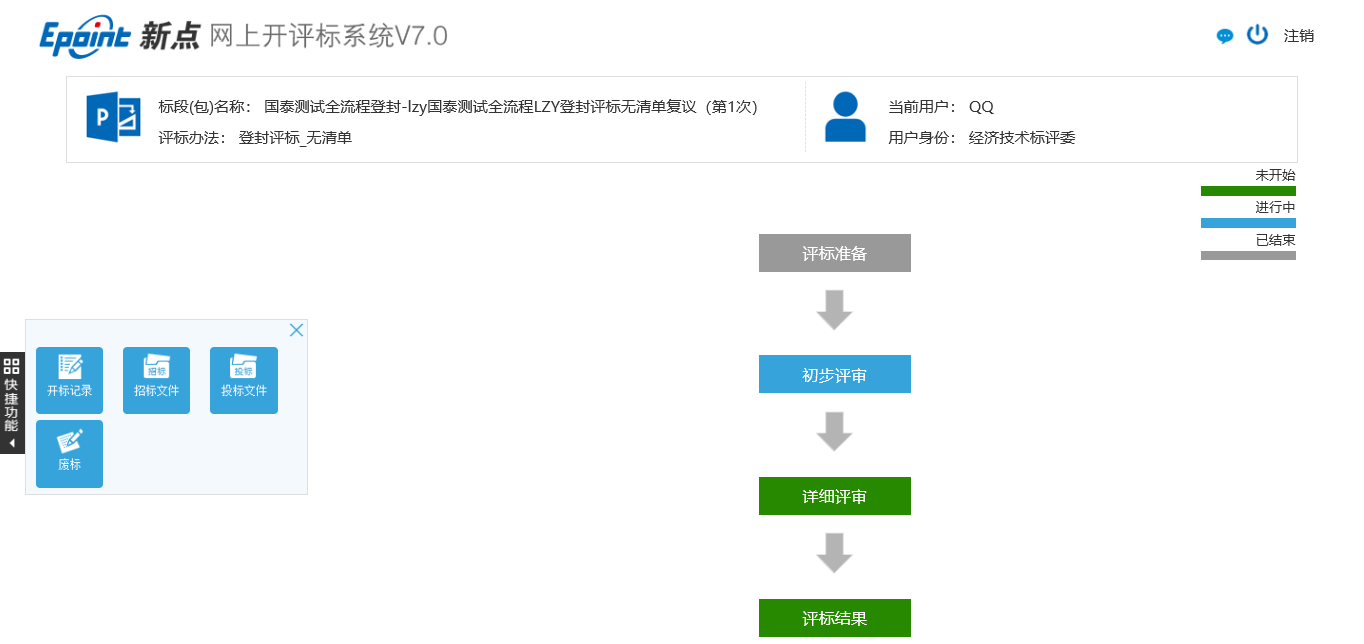 Epoint 新点 网上开评标系统V7.0
注销
标段(包)名称： 国泰测试全流程登封-lzy国泰测试全流程LZY登封评标无清单复议（第1次）
评标办法： 登封评标_无清单
当前用户： QQ
用户身份： 经济技术标评委
未开始
进行中
已结束
评标准备
初步评审
详细评审
评标结果
快捷功能
招标
投标
开标记录
招标文件
投标文件
废标
P